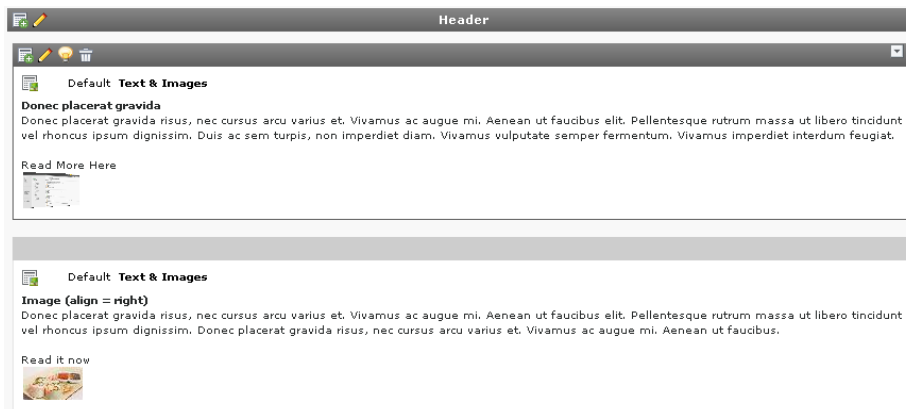 Header
Default Text & Images
Donec placerat gravida
Donec placerat gravida risus, nec cursus arcu varius et. Vivamus ac augue mi. Aenean ut faucibus elit. Pellentesque rutrum massa ut libero tincidunt
vel rhoncus ipsum dignissim. Duis ac sem turpis, non imperdiet diam. Vivamus vulputate semper fermentum. Vivamus imperdiet interdum feugiat.
Read More Here
Default Text & Images
Image (align = right)
Donec placerat gravida risus, nec cursus arcu varius et. Vivamus ac augue mi. Aenean ut faucibus elit. Pellentesque rutrum massa ut libero tincidunt
vel rhoncus ipsum dignissim. Donec placerat gravida risus, nec cursus arcu varius et. Vivamus ac augue mi. Aenean ut faucibus.
Read it now